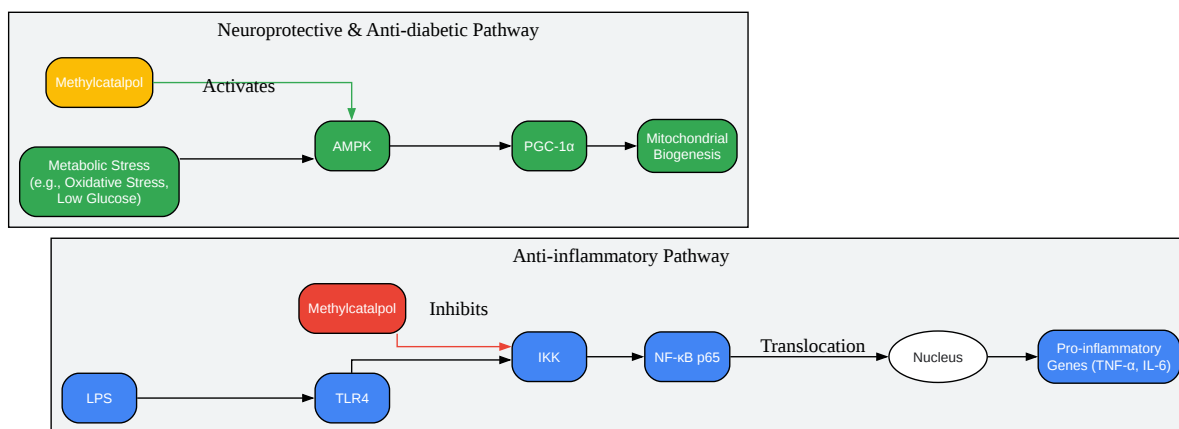 Neuroprotective & Anti-diabetic Pathway
Methylcatalpol
Activates
AMPK
PGC-1α
Mitochondrial
Biogenesis
Metabolic Stress
(e.g., Oxidative Stress,
Low Glucose)
Anti-inflammatory Pathway
Methylcatalpol
Inhibits
IKK
NF-κB p65
Translocation
Nucleus
Pro-inflammatory
Genes (TNF-α, IL-6)
LPS
TLR4